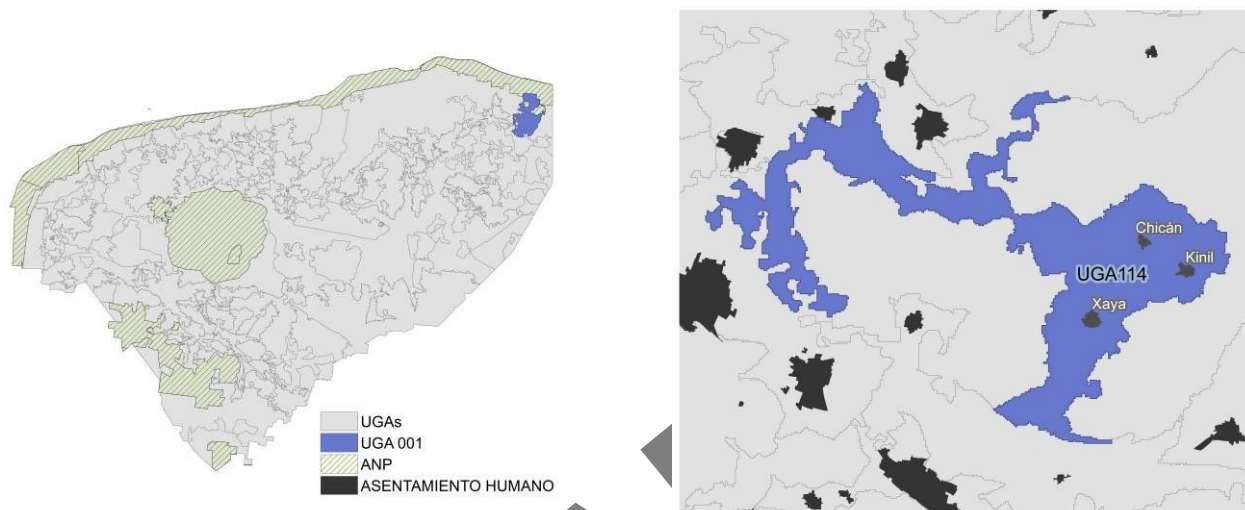 UGAs
UGA 001
ANP
ASENTAMIENTO HUMANO
Chicán
Kinil
UGA114
Xaya